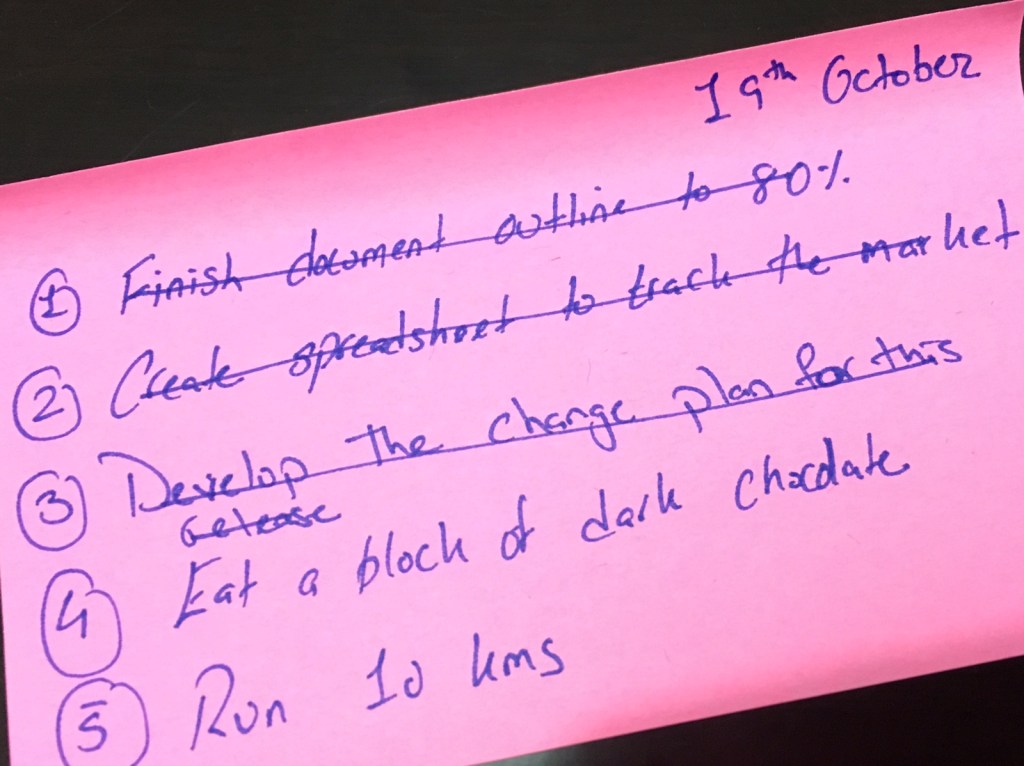 19th October
① Finish document outline to 80%
② Create spreadsheet to track the market
③ Develop the change plan for this
release
④ Eat a block of dark chocolate
⑤ Run 10 kms